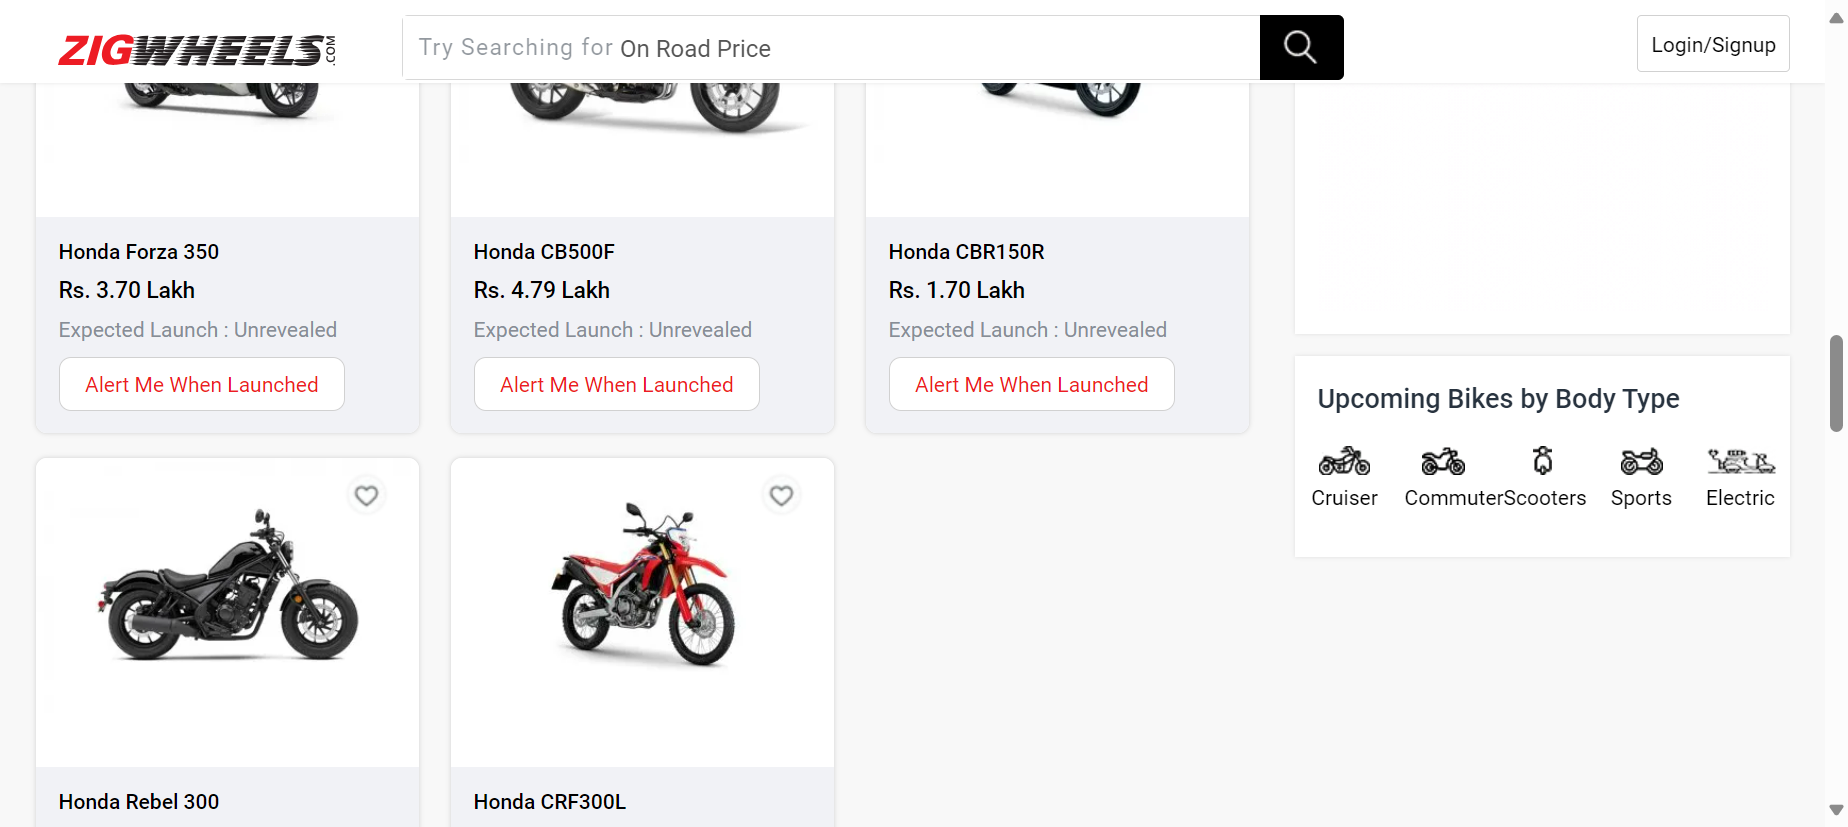 ZIGWHEELS.COM
Try Searching for On Road Price
Login/Signup
Honda Forza 350
Rs. 3.70 Lakh
Expected Launch : Unrevealed
Alert Me When Launched
Honda CB500F
Rs. 4.79 Lakh
Expected Launch : Unrevealed
Alert Me When Launched
Honda CBR150R
Rs. 1.70 Lakh
Expected Launch : Unrevealed
Alert Me When Launched
Upcoming Bikes by Body Type
Cruiser
Commuter
Scooters
Sports
Electric
Honda Rebel 300
Honda CRF300L